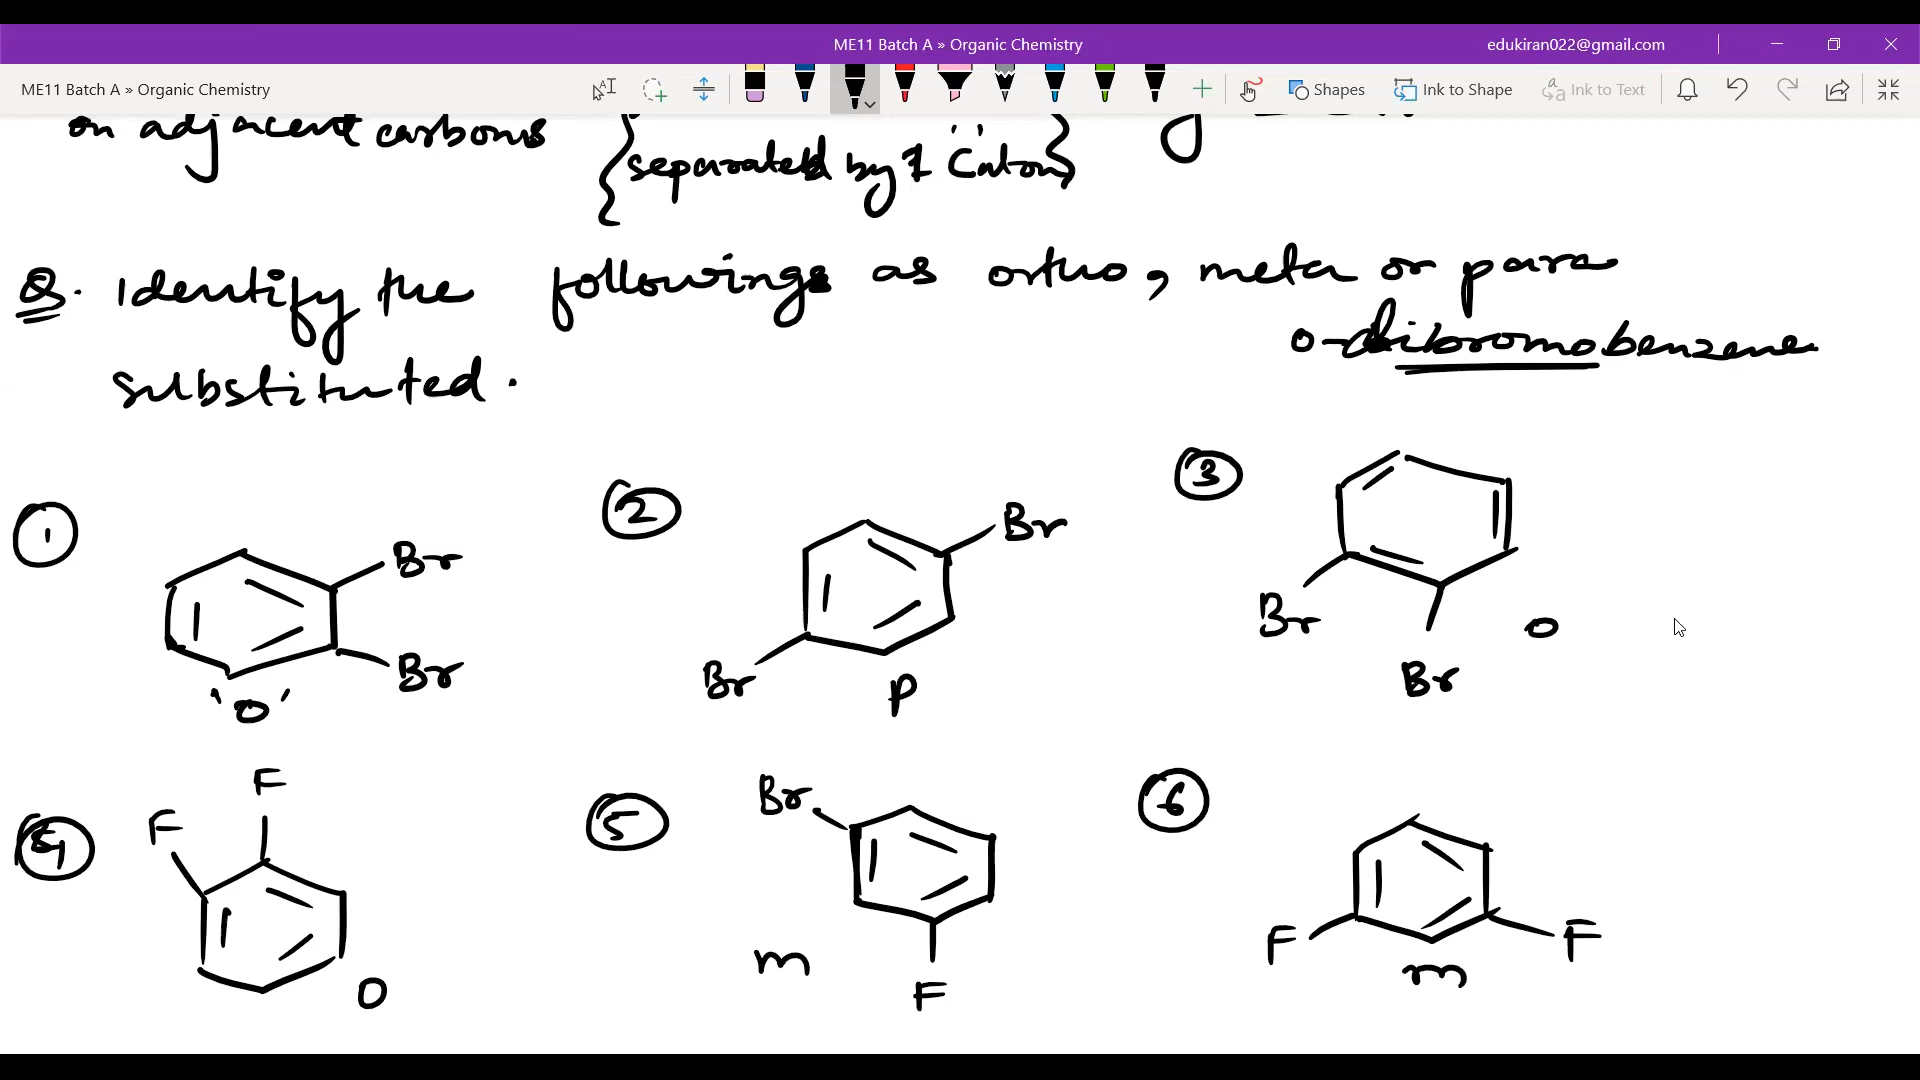 ME11 Batch A » Organic Chemistry
edukiran022@gmail.com
ME11 Batch A » Organic Chemistry
Shapes
Ink to Shape
Ink to Text
on adjacent carbons
separated by 1 C atom
Q. Identify the followings as ortho, meta or para
o-dibromobenzene
substituted.
1
Br
Br
'o'
2
Br
Br
p
3
Br
Br
o
4
F
F
o
5
Br
F
m
6
F
F
m